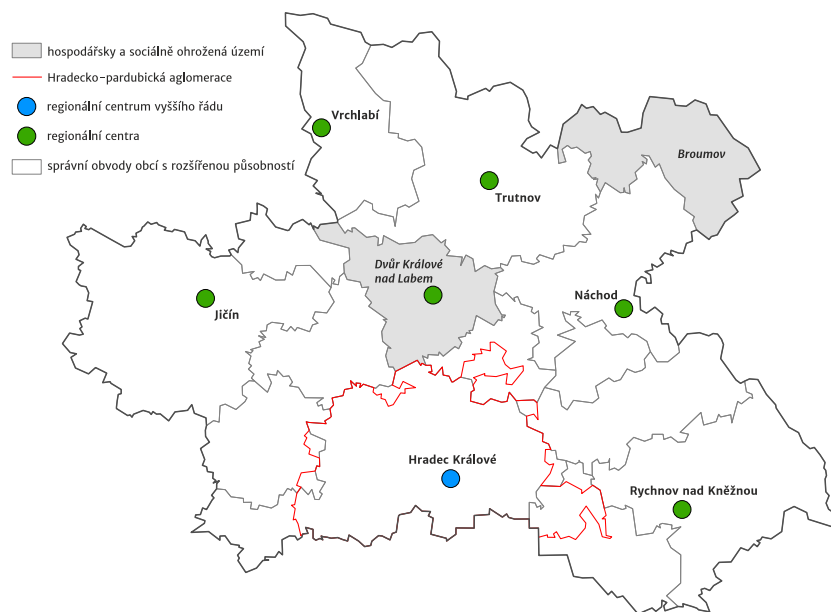 hospodářsky a sociálně ohrožená území
Hradecko-pardubická aglomerace
regionální centrum vyššího řádu
regionální centra
správní obvody obcí s rozšířenou působností
Vrchlabí
Broumov
Trutnov
Dvůr Králové
nad Labem
Náchod
Jičín
Hradec Králové
Rychnov nad Kněžnou